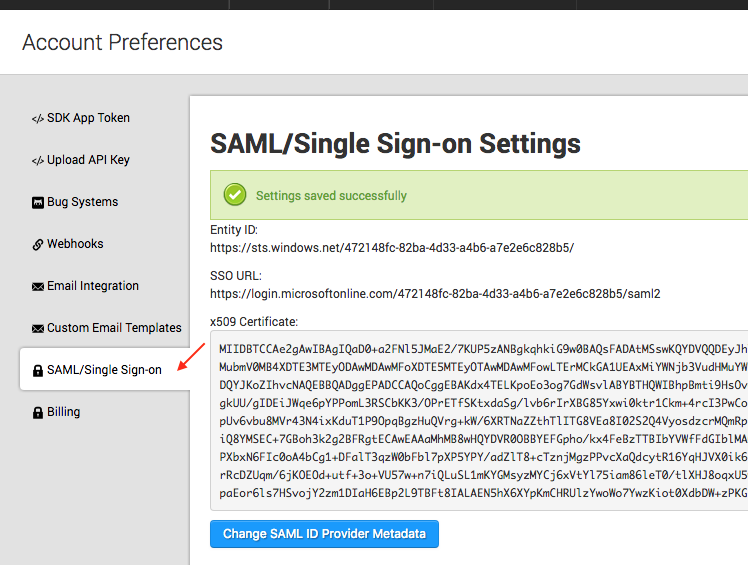 Account Preferences
</> SDK App Token
</> Upload API Key
Bug Systems
Webhooks
Email Integration
Custom Email Templates
SAML/Single Sign-on
Billing
SAML/Single Sign-on Settings
Settings saved successfully
Entity ID:
https://sts.windows.net/472148fc-82ba-4d33-a4b6-a7e2e6c828b5/
SSO URL:
https://login.microsoftonline.com/472148fc-82ba-4d33-a4b6-a7e2e6c828b5/saml2
x509 Certificate:
MIIDBTCCAe2gAwIBAgIQaD0+a2FNl5JMaE2/7KUP5zANBgkqhkiG9w0BAQsFADAtMSswKQYDVQQDEyJh
MubmV0MB4XDTE3MTEyODAwMDAwMFoXDTE5MTEyOTAwMDAwMFowLTErMCkGA1UEAxMiYWNjb3VudHMuYW
DQYJKoZIhvcNAQEBBQADggEPADCCAQoCggEBAKdx4TELKpoEo3og7GdWsvlABYBTHQWIBhpBmti9HsOv
gkUU/gIDEiJWqe6pYPPomL3RSCbKK3/OPrETfSKtxdaSg/lvb6rIrXBG85Yxwi0ktr1Ckm+4rcI3PwCo
pUv6vbu8MVr43N4ixKduT1P9OpqBgzHuQVrg+kW/6XRTNaZZthTlITG8VEa8I02S2Q4VyosdzcrMQmRp
iQ8YMSEC+7GBoh3k2g2BFRgtECAwEAAaMhMB8wHQYDVR0OBBYEFGpho/kx4FeBzTTBIbYVWfFdGIblMA
PXbxN6FIc0oA4bCg1+DFalT3qzW0bFbl7pXP5YPY/adZlT8+cTznjMgzPPvcXaQdcytR16YqHJVX0ik6
rRcDZUqm/6jKOEOd+utf+3o+VU57w+n7iQLuSL1mKYGMsyzMYCj6xVtYl75iam86leT0/tlXHJ8oqxU5
paEor6ls7HSvojY2zm1DIaH6EBp2L9TBFt8IALAEN5hX6XYpKmCHRUlzYwoWo7YwzKiot0XdbDW+zPKG
Change SAML ID Provider Metadata